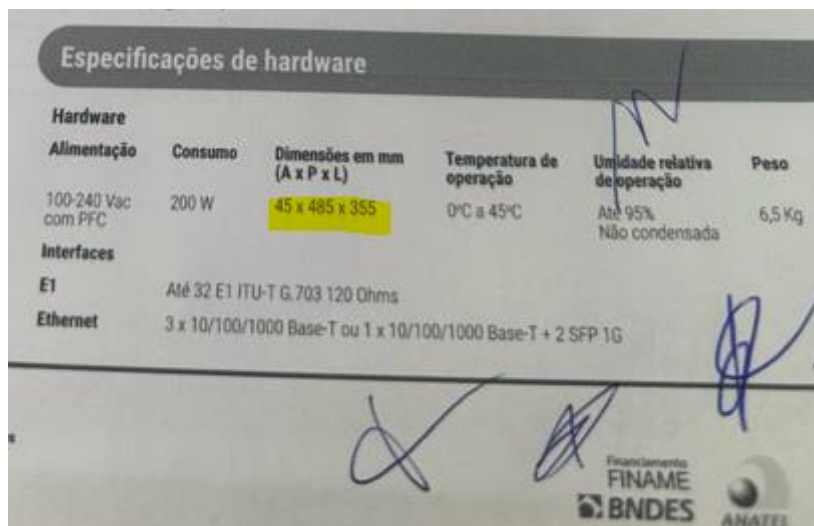 Especificações de hardware
Hardware
Alimentação Consumo Dimensões em mm (A x P x L) Temperatura de operação Umidade relativa de operação Peso
100-240 Vac com PFC 200 W 45 x 485 x 355 0ºC a 45ºC Até 95% Não condensada 6,5 Kg
Interfaces
E1 Até 32 E1 ITU-T G.703 120 Ohms
Ethernet 3 x 10/100/1000 Base-T ou 1 x 10/100/1000 Base-T + 2 SFP 1G
Financiamento
FINAME
BNDES
ANATEL